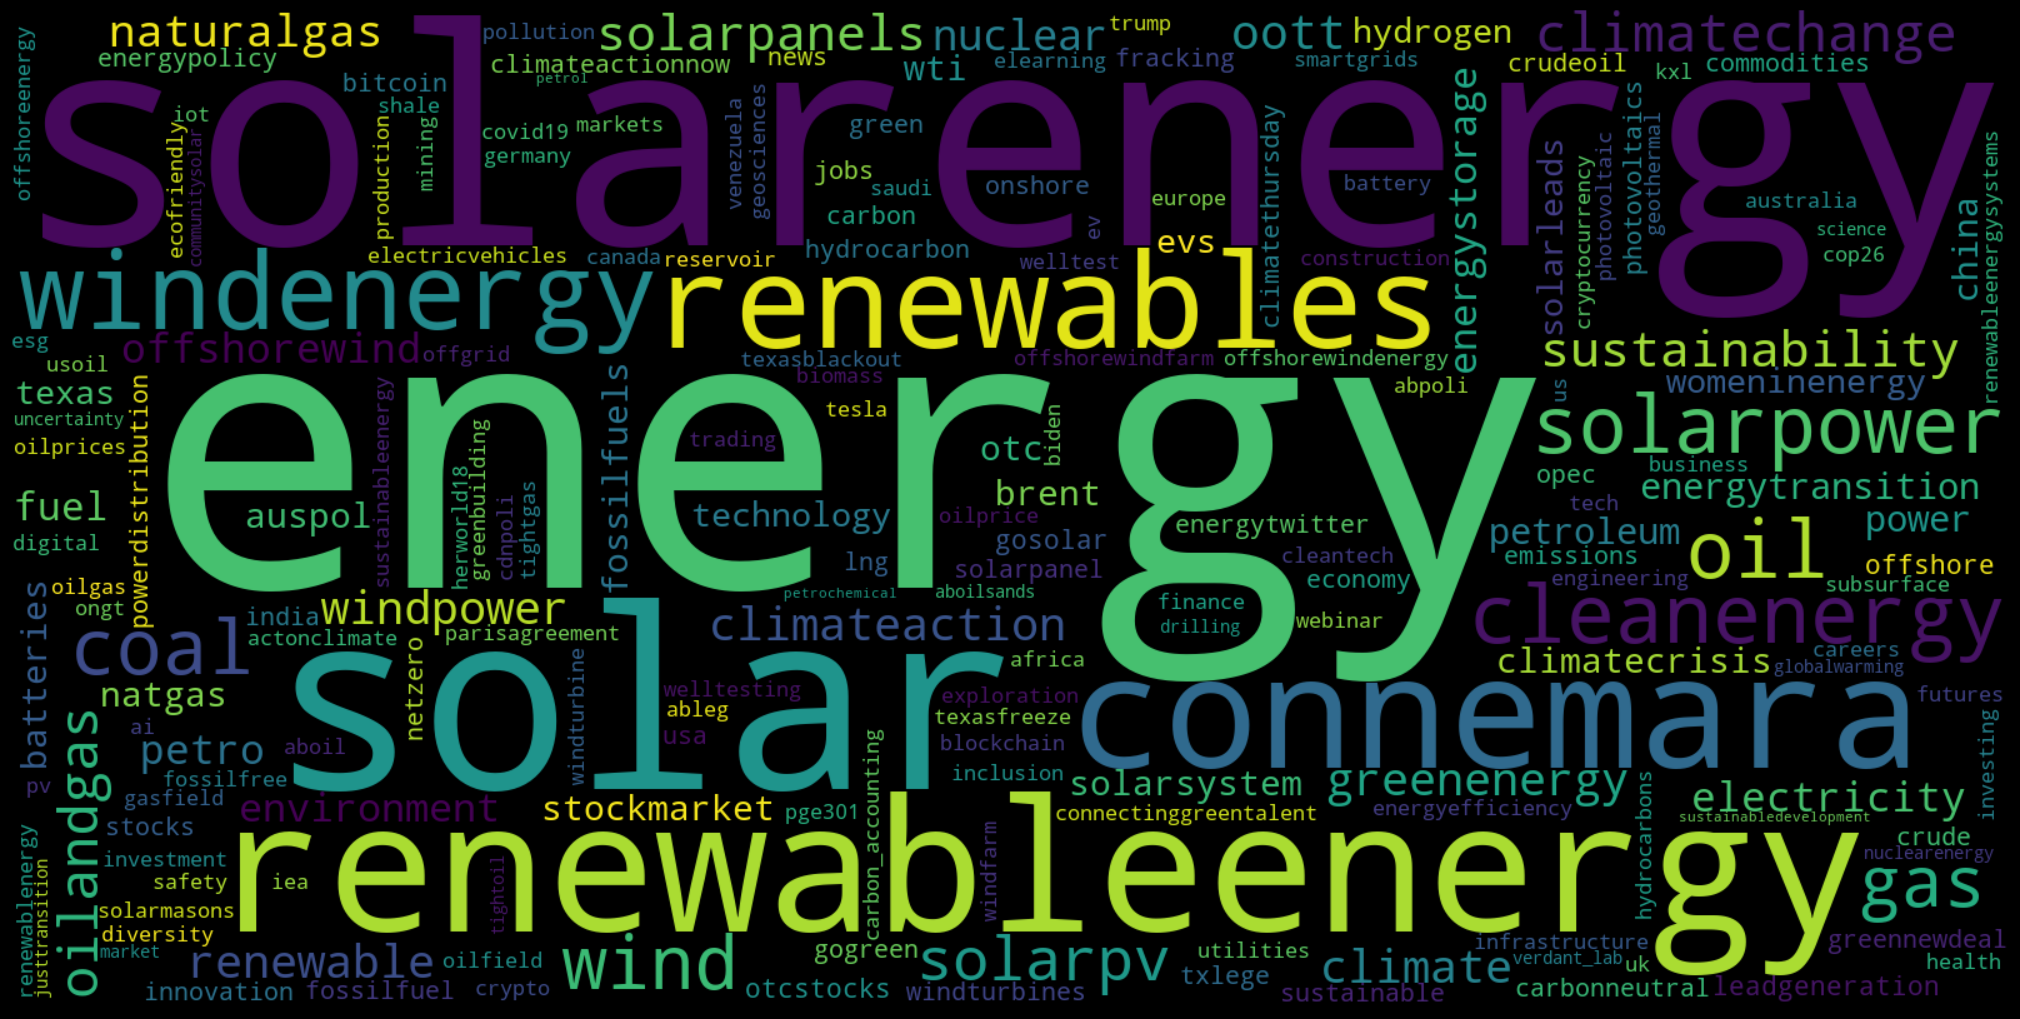 offshoreenergy
naturalgas
energypolicy
solarenergy
pollution
solarpanels
nuclear
trump
oott
hydrogen
climatechange
climateactionnow
news
wti
elearning
fracking
smartgrids
crudeoil
kxl
commodities
petrol
bitcoin
iot
shale
ecofriendly
communitysolar
production
mining
covid19
markets
germany
venezuela
geosciences
green
jobs
saudi
carbon
hydrocarbon
onshore
ev
europe
evs
climatethursday
battery
energystorage
solarleads
cryptocurrency
photovoltaic
photovoltaics
geothermal
australia
science
cop26
china
renewableenergysystems
electricvehicles
canada
reservoir
welltest
construction
windenergy
renewables
esg
usoil
offshorewind
offgrid
texasblackout
offshorewindfarm
offshorewindenergy
sustainability
biomass
abpoli
us
womeninenergy
texas
uncertainty
oilprices
powerdistribution
sustainableenergy
energy
fossilfuels
tesla
trading
otc
biden
solarpower
herworld18
greenbuilding
cdnpoli
tightgas
brent
opec
business
energytransition
fuel
auspol
technology
oilprice
energytwitter
tech
power
digital
lng
gosolar
solarpanel
cleantech
economy
petroleum
emissions
oil
offshore
engineering
subsurface
oilgas
ongt
batteries
petrochemical
aboilsands
finance
drilling
webinar
cleanenergy
india
windpower
actonclimate
parisagreement
climateaction
coal
netzero
windturbine
solar
africa
climatecrisis
careers
globalwarming
natgas
welltesting
ableg
usa
exploration
texasfreeze
blockchain
connemara
futures
investing
ai
petro
aboil
oilandgas
pv
fossilfree
gasfield
inclusion
solarsystem
greenenergy
electricity
environment
stockmarket
pge301
carbon_accounting
connectinggreentalent
energyefficiency
sustainabledevelopment
stocks
renewableenergy
crude
nuclearenergy
investment
safety
iea
tightoil
windfarm
hydrocarbons
gas
renewablenergy
justtransition
solarmasons
diversity
market
renewable
oilfield
wind
gogreen
solarpv
utilities
climate
infrastructure
verdant_lab
uk
greennewdeal
health
innovation
fossilfuel
crypto
otcstocks
windturbines
txlege
sustainable
carbonneutral
leadgeneration